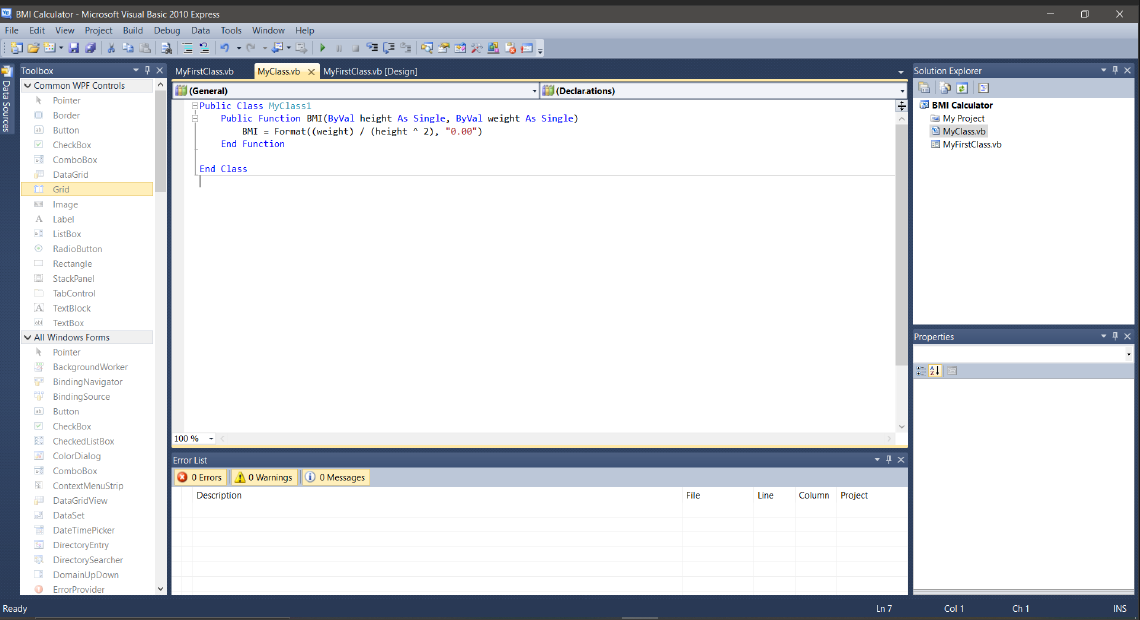 BMI Calculator - Microsoft Visual Basic 2010 Express
File Edit View Project Build Debug Data Tools Window Help
Data Sources
Toolbox
Common WPF Controls
Pointer
Border
Button
CheckBox
ComboBox
DataGrid
Grid
Image
Label
ListBox
RadioButton
Rectangle
StackPanel
TabControl
TextBlock
TextBox
All Windows Forms
Pointer
BackgroundWorker
BindingNavigator
BindingSource
Button
CheckBox
CheckedListBox
ColorDialog
ComboBox
ContextMenuStrip
DataGridView
DataSet
DateTimePicker
DirectoryEntry
DirectorySearcher
DomainUpDown
ErrorProvider
MyFirstClass.vb MyClass.vb MyFirstClass.vb [Design]
(General) (Declarations)
Public Class MyClass1
Public Function BMI(ByVal height As Single, ByVal weight As Single)
BMI = Format((weight) / (height ^ 2), "0.00")
End Function
End Class
100 %
Error List
0 Errors 0 Warnings 0 Messages
Description File Line Column Project
Solution Explorer
BMI Calculator
My Project
MyClass.vb
MyFirstClass.vb
Properties
Ready Ln 7 Col 1 Ch 1 INS